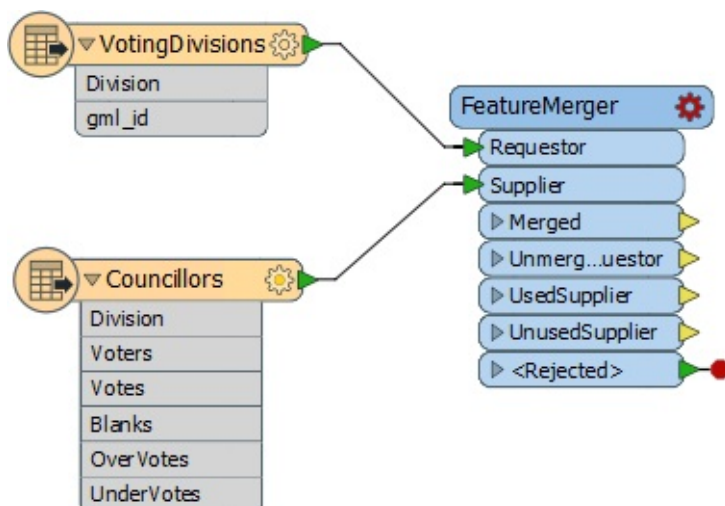 VotingDivisions
Division
gml_id
FeatureMerger
Requestor
Supplier
Merged
Unmerg...uestor
UsedSupplier
UnusedSupplier
<Rejected>
Councillors
Division
Voters
Votes
Blanks
OverVotes
UnderVotes